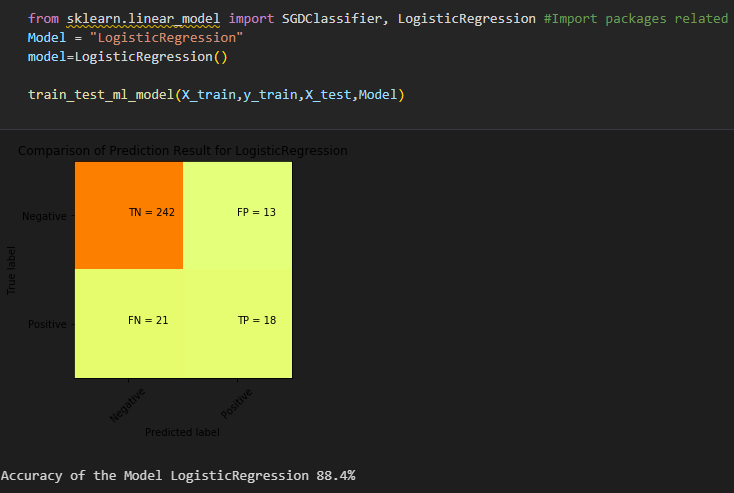 from sklearn.linear_model import SGDClassifier, LogisticRegression #Import packages related
Model = "LogisticRegression"
model=LogisticRegression()
train_test_ml_model(X_train,y_train,X_test,Model)
Comparison of Prediction Result for LogisticRegression
Negative
TN = 242
FP = 13
True label
Positive
FN = 21
TP = 18
Negative
Positive
Predicted label
Accuracy of the Model LogisticRegression 88.4%